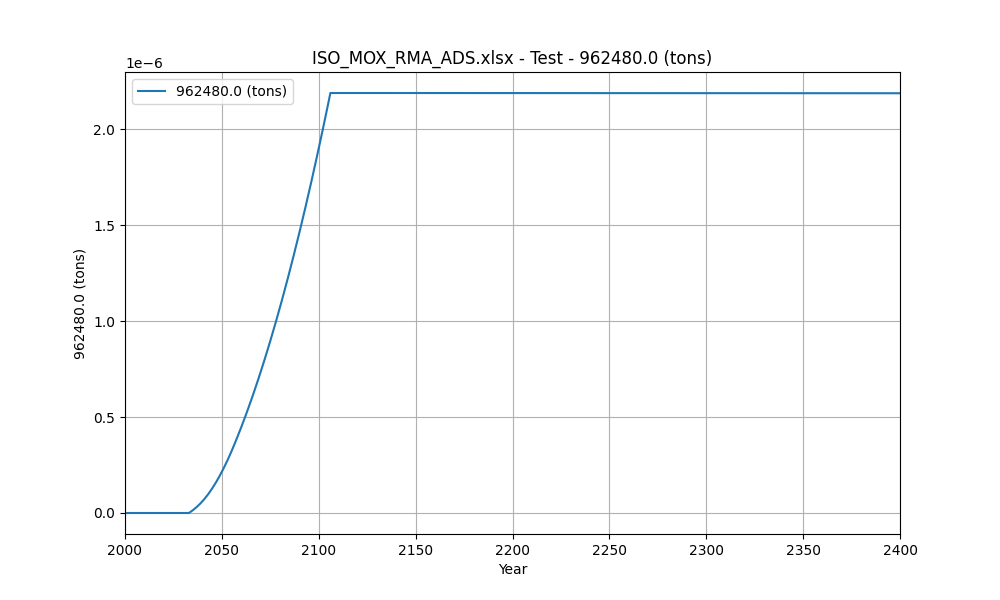 ISO_MOX_RMA_ADS.xlsx - Test - 962480.0 (tons)
1e−6
962480.0 (tons)
2.0
1.5
1.0
0.5
0.0
962480.0 (tons)
2000 2050 2100 2150 2200 2250 2300 2350 2400
Year